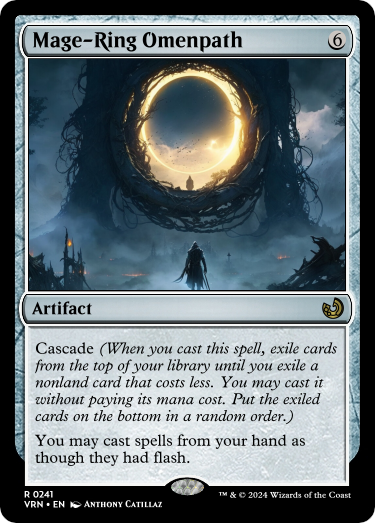 Mage-Ring Omenpath 6
Artifact
Cascade (When you cast this spell, exile cards
from the top of your library until you exile a
nonland card that costs less. You may cast it
without paying its mana cost. Put the exiled
cards on the bottom in a random order.)
You may cast spells from your hand as
though they had flash.
R 0241
VRN • EN Anthony Catillaz
™ & © 2024 Wizards of the Coast